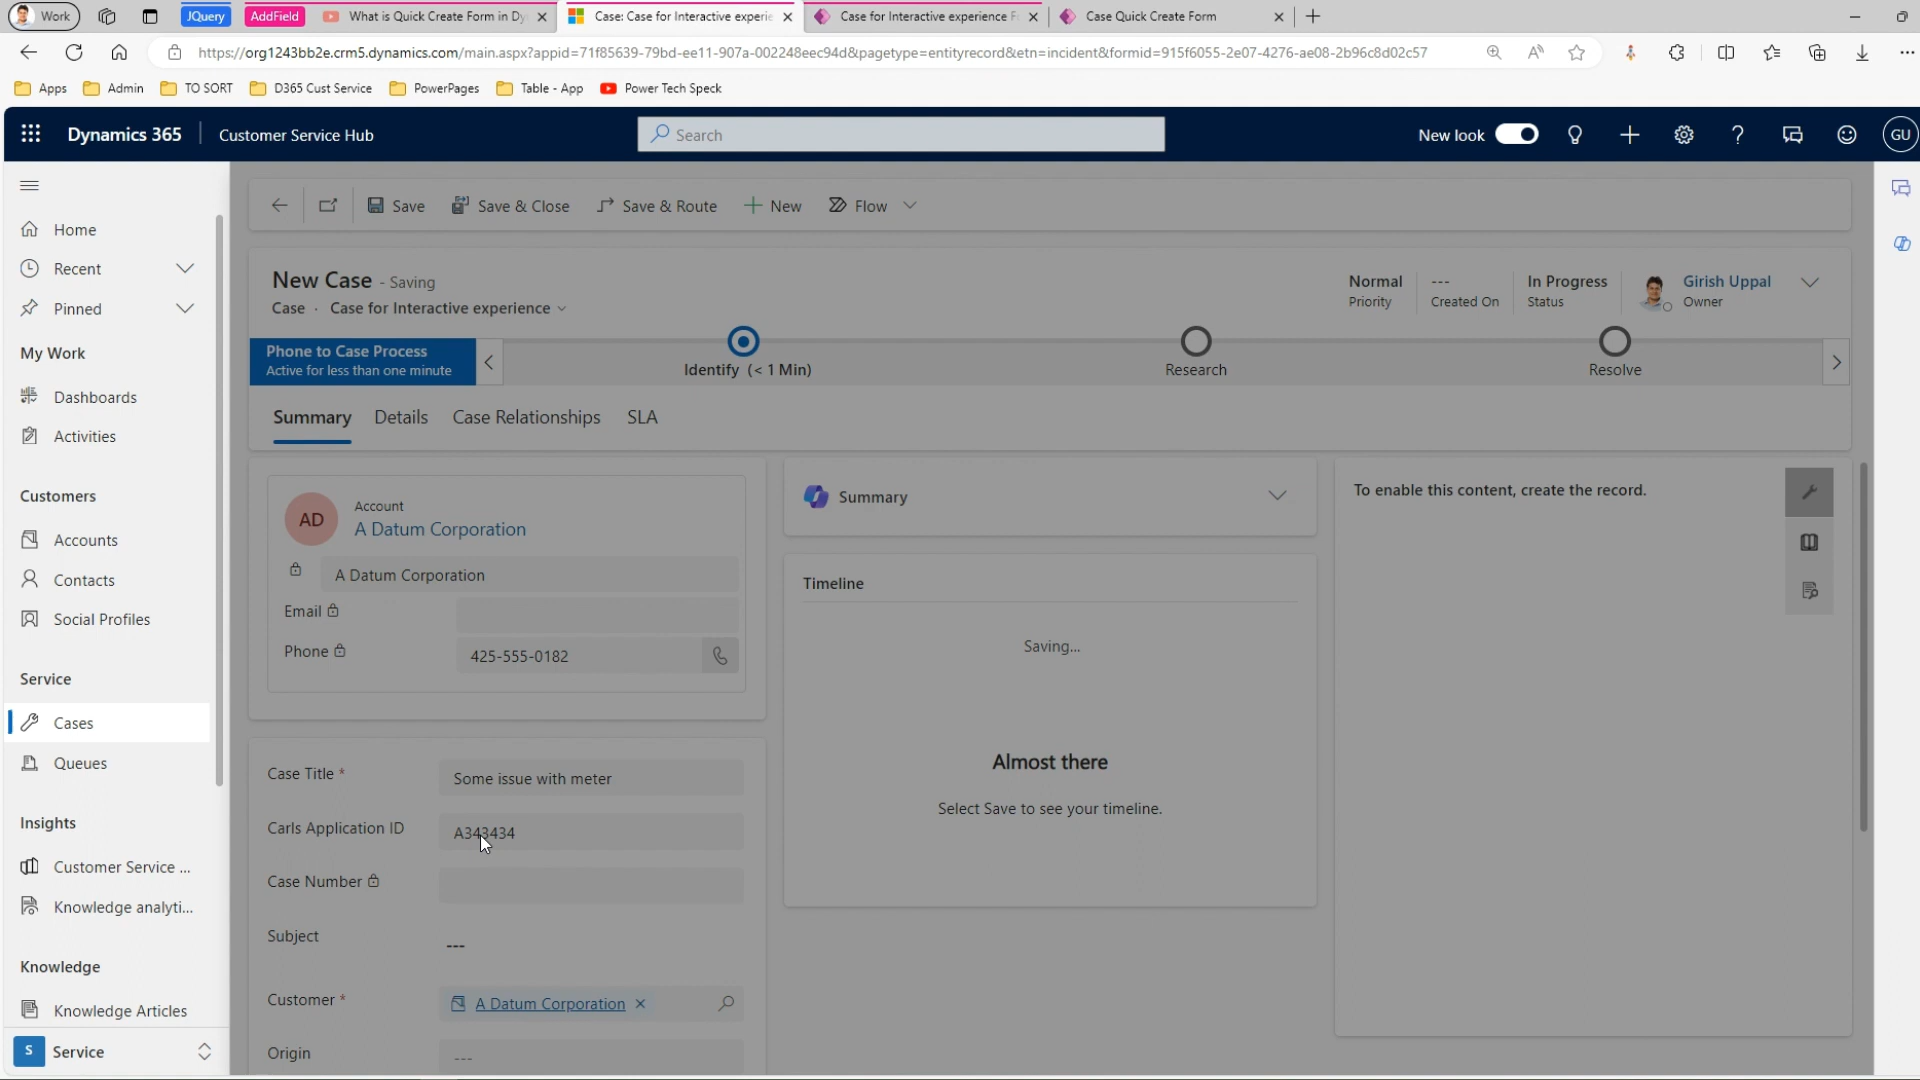 Work
JQuery
AddField
What is Quick Create Form in Dy
Case: Case for Interactive experie
Case for Interactive experience F
Case Quick Create Form
https://org1243bb2e.crm5.dynamics.com/main.aspx?appid=71f85639-79bd-ee11-907a-002248eec94d&pagetype=entityrecord&etn=incident&formid=915f6055-2e07-4276-ae08-2b96c8d02c57
Apps
Admin
TO SORT
D365 Cust Service
PowerPages
Table - App
Power Tech Speck
Dynamics 365
Customer Service Hub
Search
New look
GU
Save
Save & Close
Save & Route
New
Flow
Home
Recent
Pinned
My Work
Dashboards
Activities
Customers
Accounts
Contacts
Social Profiles
Service
Cases
Queues
Insights
Customer Service ...
Knowledge analyti...
Knowledge
Knowledge Articles
S
Service
New Case - Saving
Case · Case for Interactive experience
Normal
Priority
---
Created On
In Progress
Status
Girish Uppal
Owner
Phone to Case Process
Active for less than one minute
Identify (< 1 Min)
Research
Resolve
Summary
Details
Case Relationships
SLA
AD
Account
A Datum Corporation
A Datum Corporation
Email
Phone
425-555-0182
Case Title *
Some issue with meter
Carls Application ID
A343434
Case Number
Subject
---
Customer *
A Datum Corporation
Origin
---
Summary
Timeline
Saving...
Almost there
Select Save to see your timeline.
To enable this content, create the record.